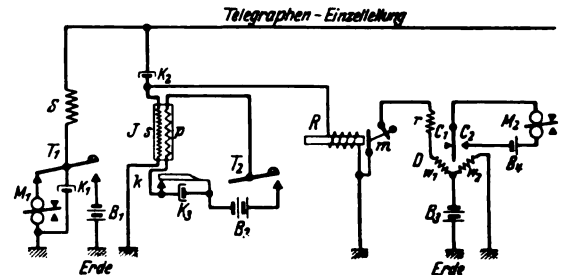 Telegraphen-Einzelleitung
K₂
S
J s p
R
m
r
C₁ C₂
M₂
T₁
T₂
k
D
w₁ w₂
B₄
M₁
K₁
B₁
K₃
B₂
B₃
Erde
Erde